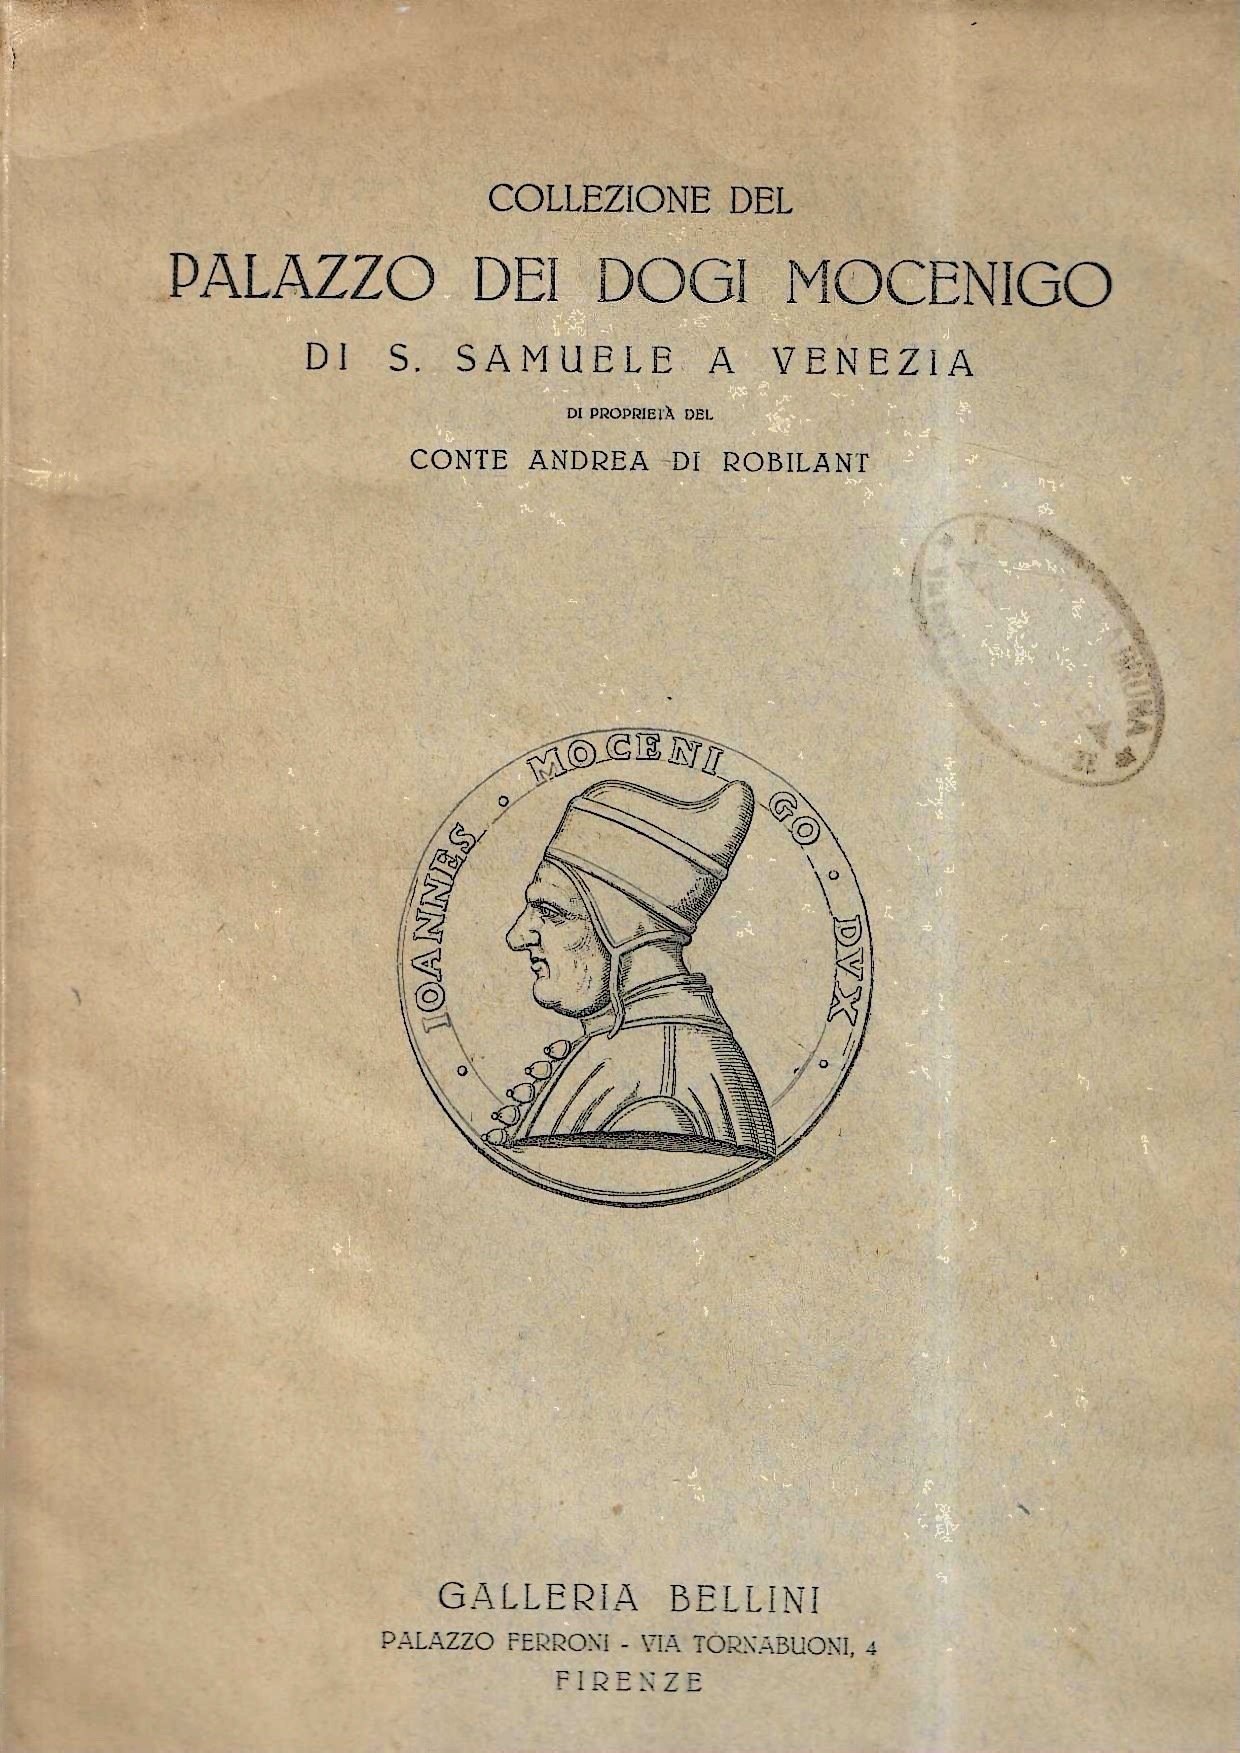 COLLEZIONE DEL
PALAZZO DEI DOGI MOCENIGO
DI S. SAMUELE A VENEZIA
DI PROPRIETÀ DEL
CONTE ANDREA DI ROBILANT
· IOANNES · MOCENI GO · DVX ·
GALLERIA BELLINI
PALAZZO FERRONI - VIA TORNABUONI, 4
FIRENZE